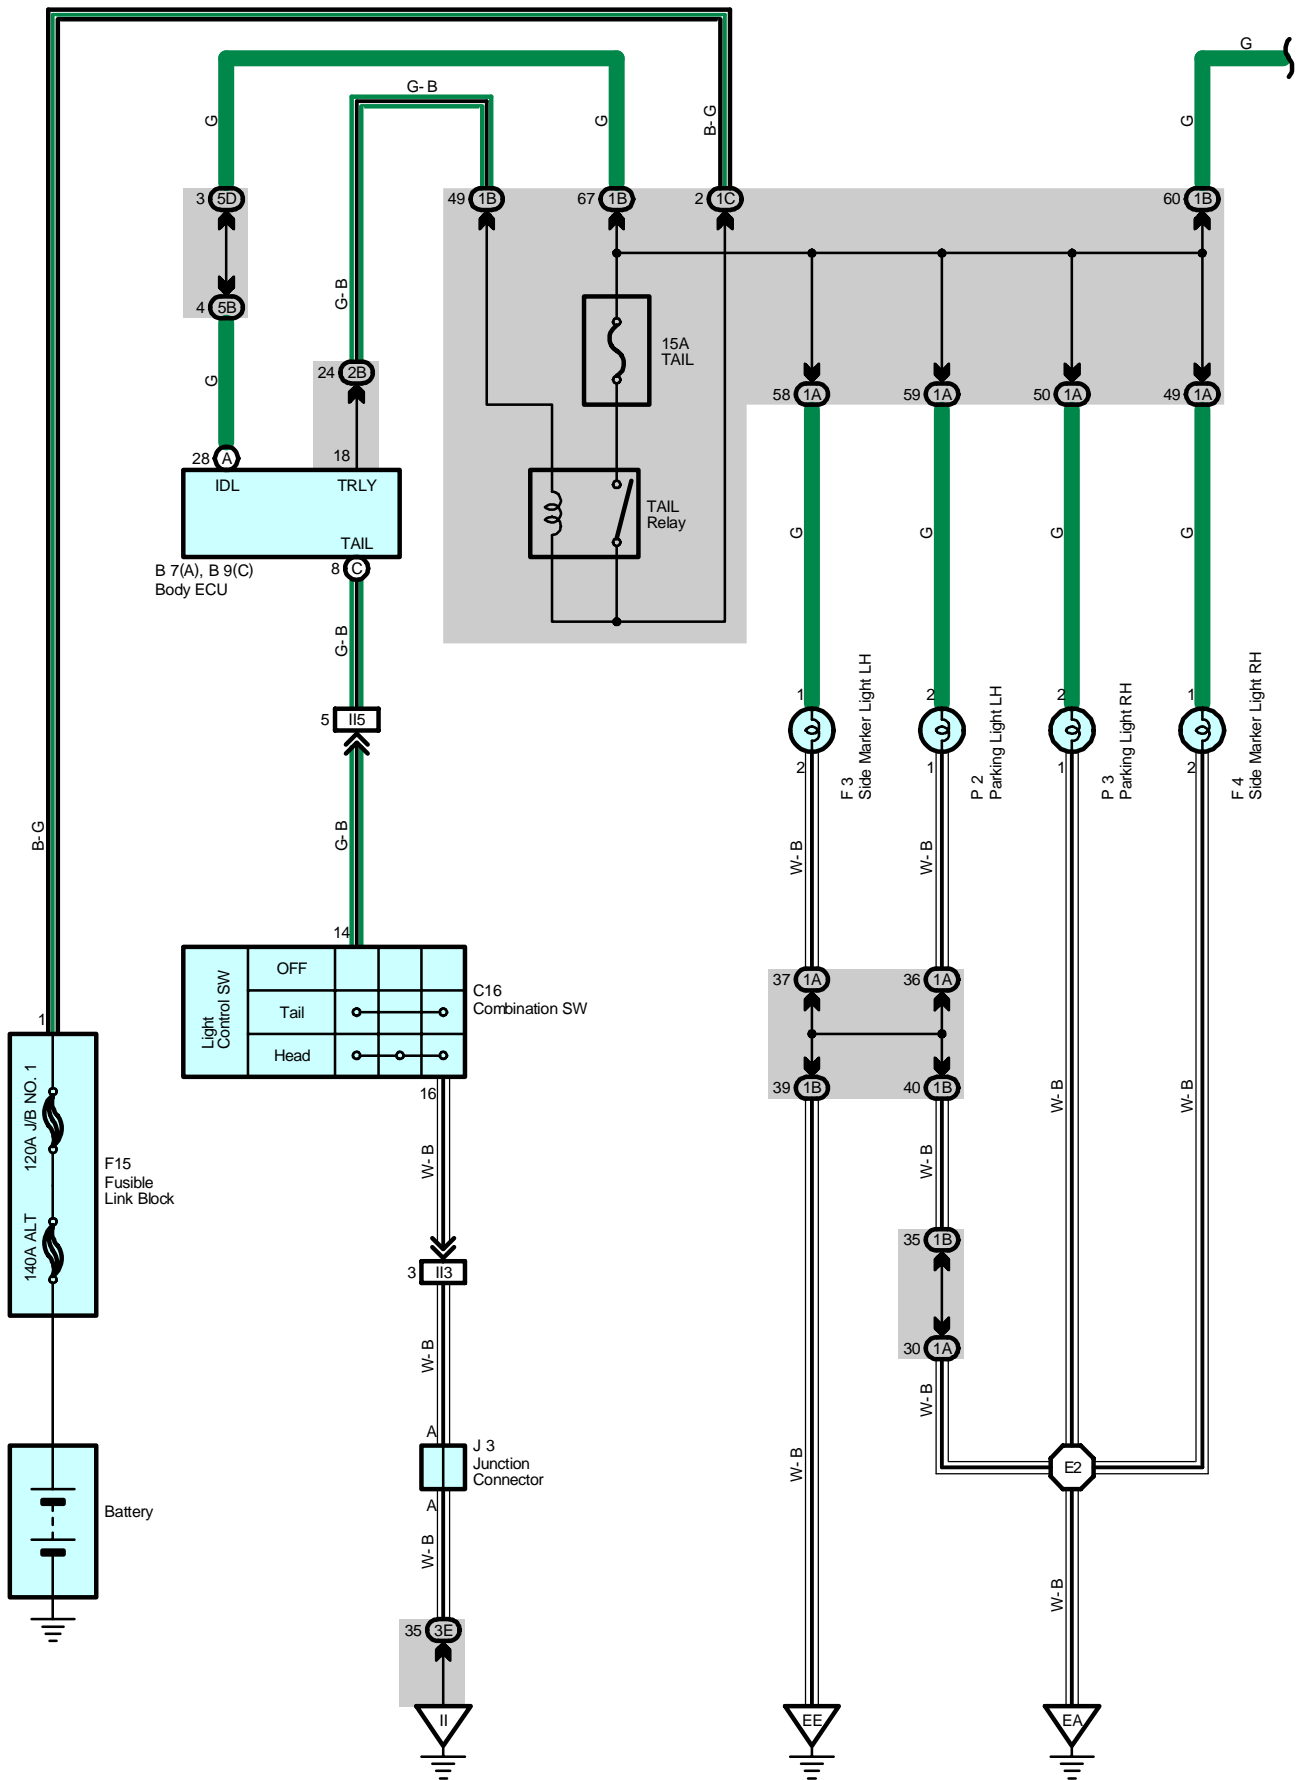 G
G- B
G
G
B- G
G
3 5D
49 1B
67 1B
2 1C
60 1B
G- B
4 5B
15A
TAIL
24 2B
G
58 1A
59 1A
50 1A
49 1A
28 A
18
IDL
TRLY
TAIL
Relay
G
G
G
G
TAIL
8 C
B 7(A), B 9(C)
Body ECU
G- B
1
2
2
1
5 II5
2
1
1
2
F 3
Side Marker Light LH
P 2
Parking Light LH
P 3
Parking Light RH
F 4
Side Marker Light RH
B- G
G- B
W- B
W- B
14
Light
Control SW
OFF
Tail
Head
C16
Combination SW
37 1A
36 1A
1
16
39 1B
40 1B
W- B
W- B
120A J/B NO. 1
140A ALT
F15
Fusible
Link Block
W- B
W- B
35 1B
3 II3
30 1A
W- B
W- B
A
J 3
Junction
Connector
A
W- B
E2
Battery
W- B
W- B
35 3E
II
EE
EA